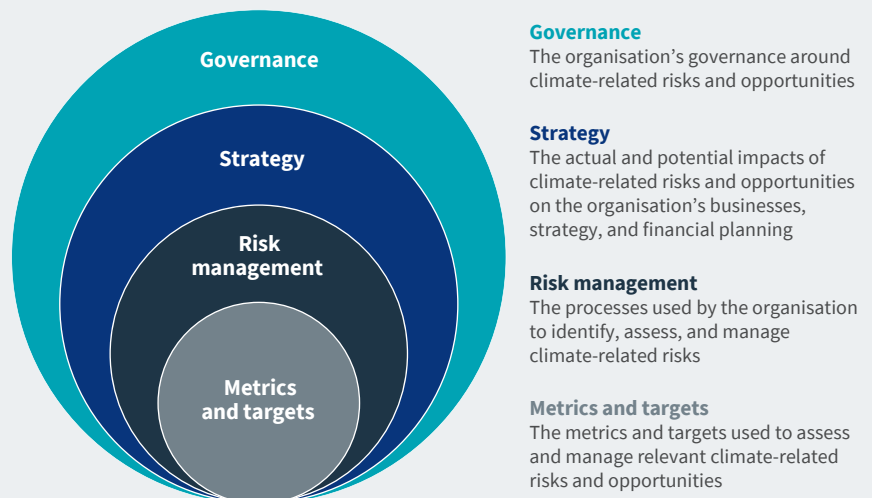 Governance
Strategy
Risk
management
Metrics
and targets
Governance
The organisation’s governance around
climate-related risks and opportunities
Strategy
The actual and potential impacts of
climate-related risks and opportunities
on the organisation’s businesses,
strategy, and financial planning
Risk management
The processes used by the organisation
to identify, assess, and manage
climate-related risks
Metrics and targets
The metrics and targets used to assess
and manage relevant climate-related
risks and opportunities